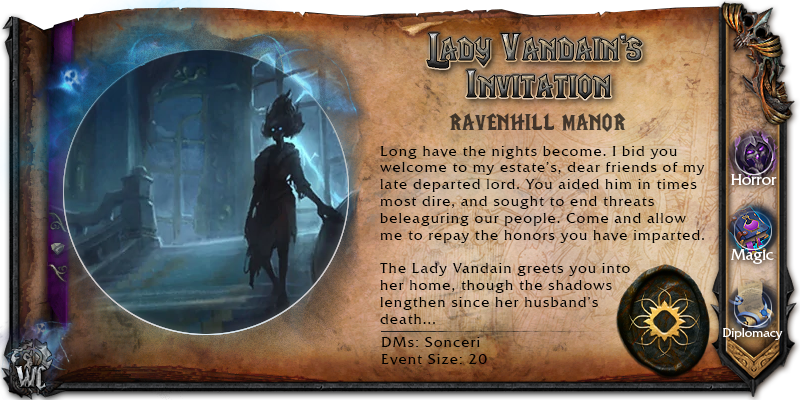 Lady Vandain's
Invitation
RAVENHILL MANOR
Long have the nights become. I bid you
welcome to my estate's, dear friends of my
late departed lord. You aided him in times
most dire, and sought to end threats
beleaguring our people. Come and allow
me to repay the honors you have imparted.
The Lady Vandain greets you into
her home, though the shadows
lengthen since her husband's
death...
DMs: Sonceri
Event Size: 20
Horror
Magic
Diplomacy
WC